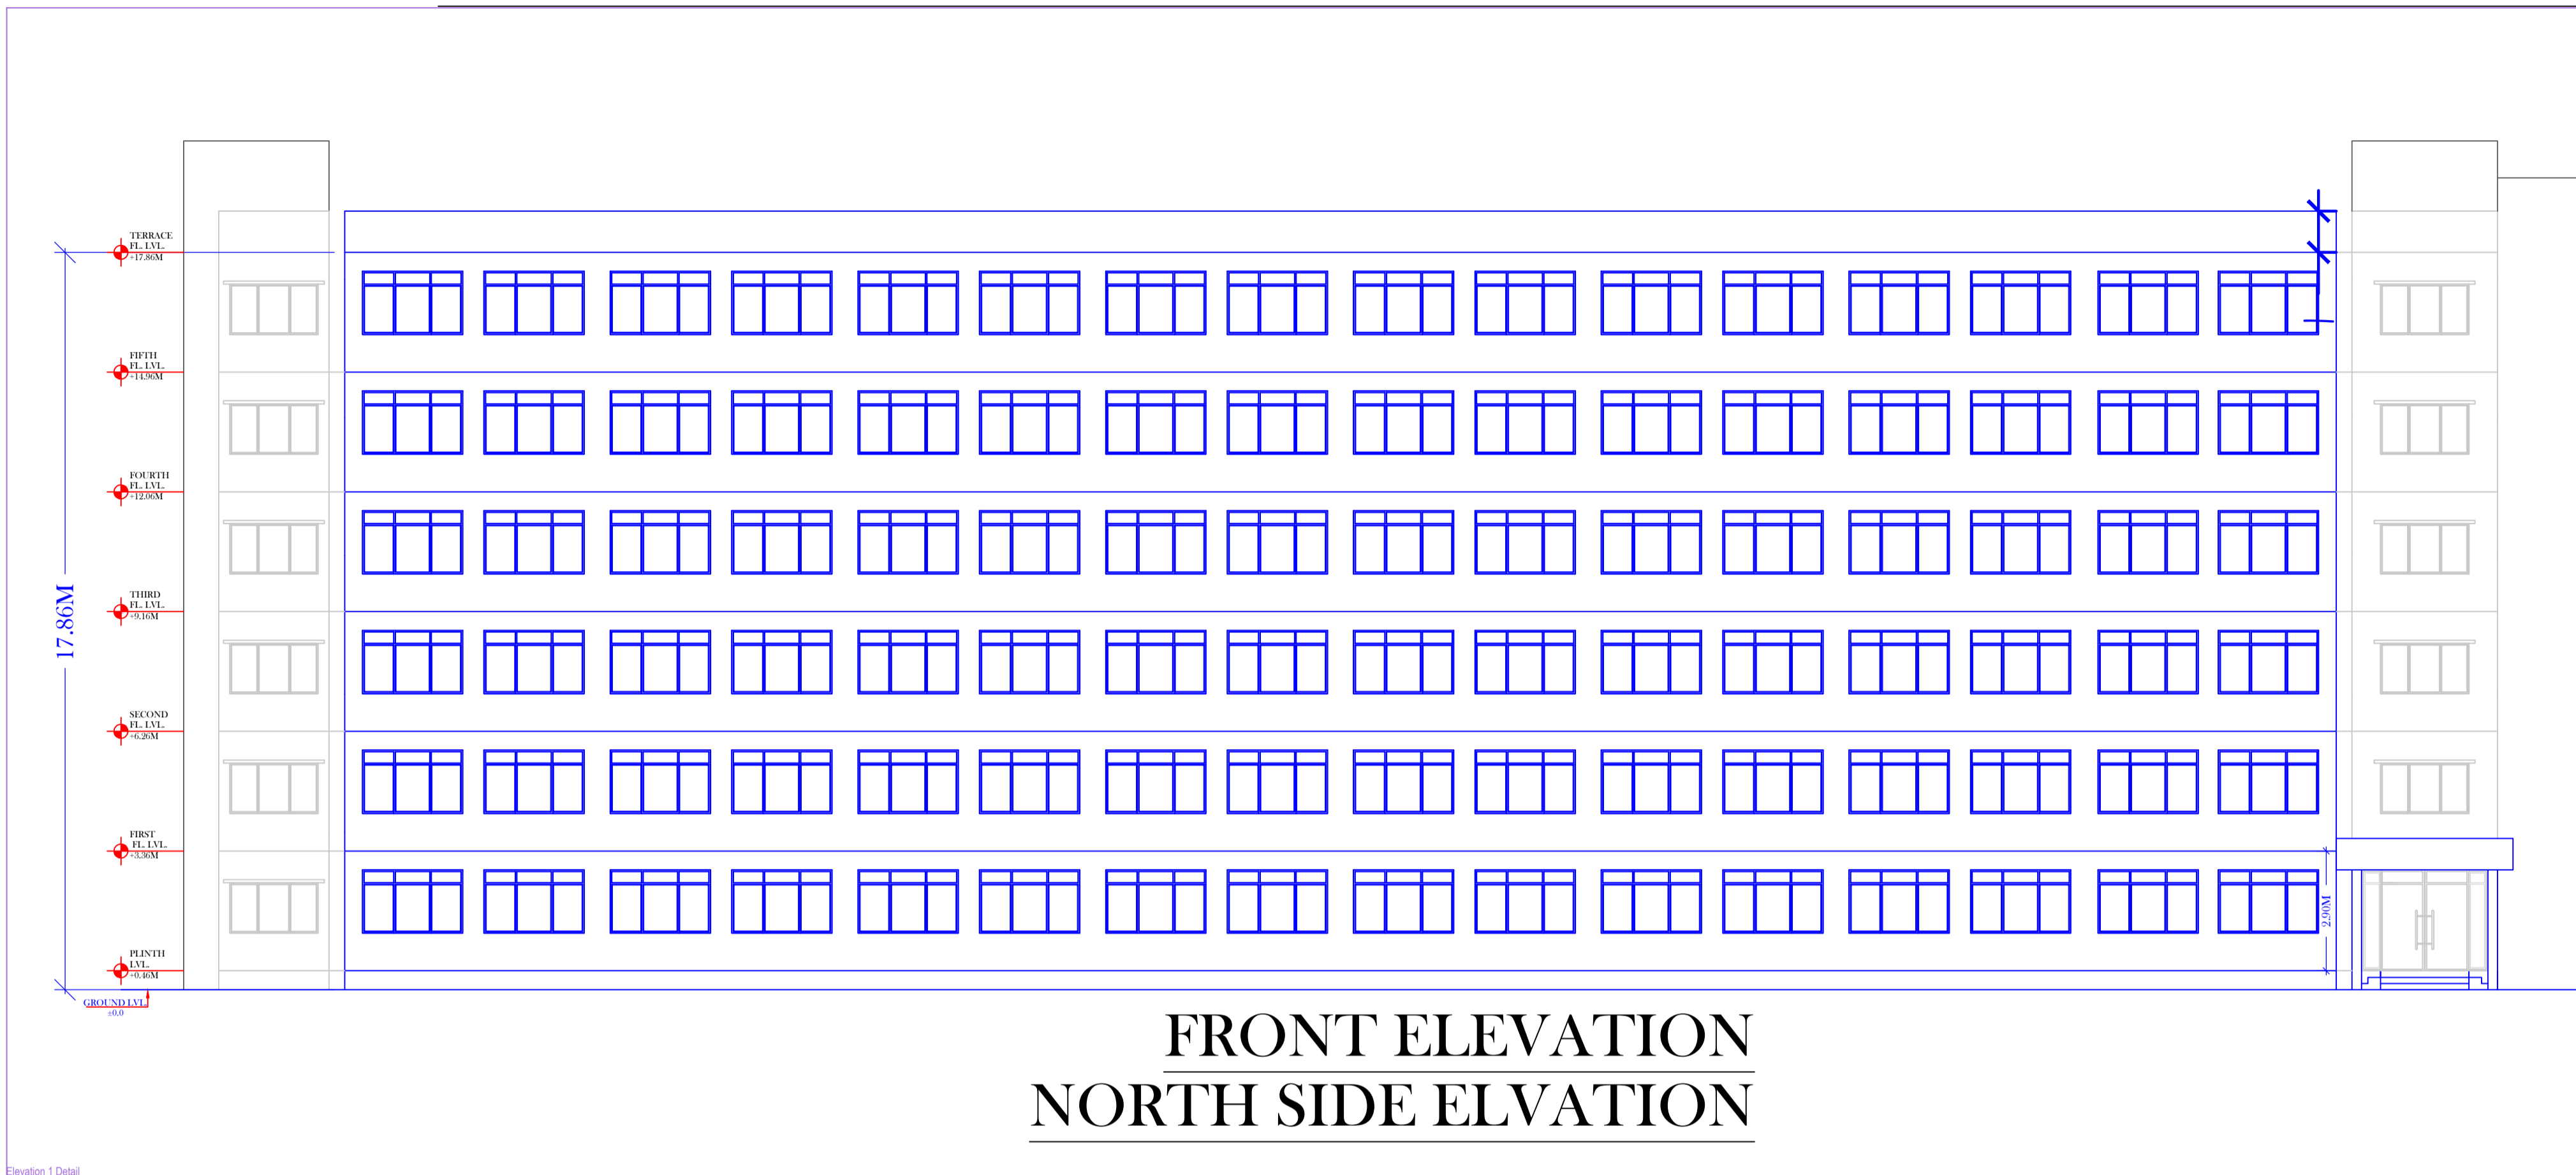 TERRACE
FL. LVL.
+17.86M
FIFTH
FL. LVL.
+14.96M
FOURTH
FL. LVL.
+12.06M
THIRD
FL. LVL.
+9.16M
17.86M
SECOND
FL. LVL.
+6.26M
FIRST
FL. LVL.
+3.36M
2.90M
PLINTH
LVL.
+0.46M
GROUND LVL.
±0.0
FRONT ELEVATION
NORTH SIDE ELVATION
Elevation 1 Detail